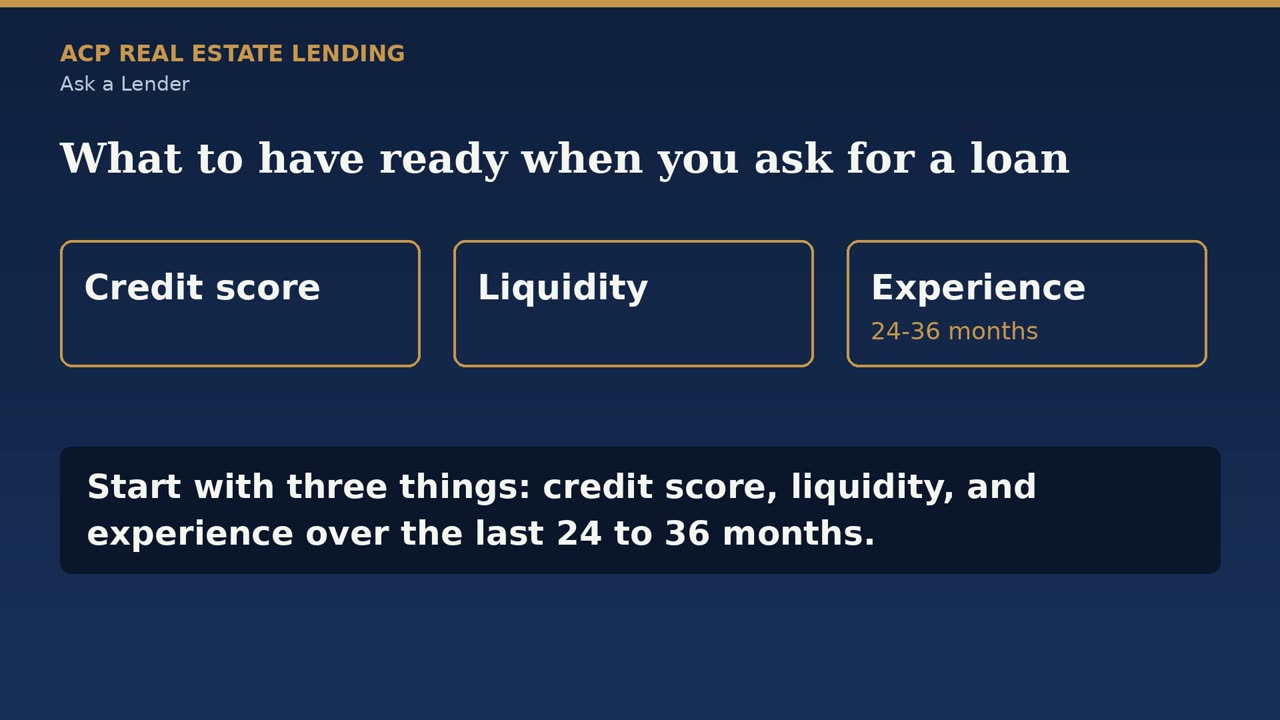 ACP REAL ESTATE LENDING
Ask a Lender
What to have ready when you ask for a loan
Credit score
Liquidity
Experience
24-36 months
Start with three things: credit score, liquidity, and
experience over the last 24 to 36 months.